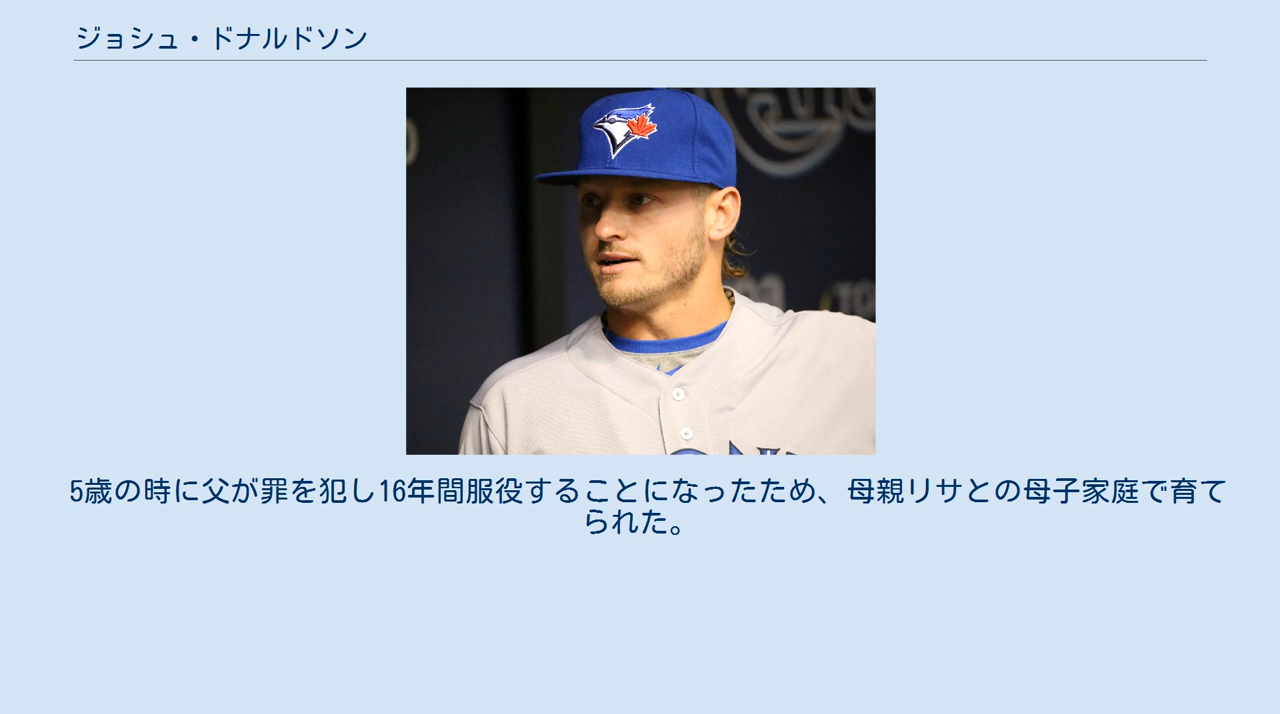 ジョシュ・ドナルドソン
5歳の時に父が罪を犯し16年間服役することになったため、母親リサとの母子家庭で育て
られた。